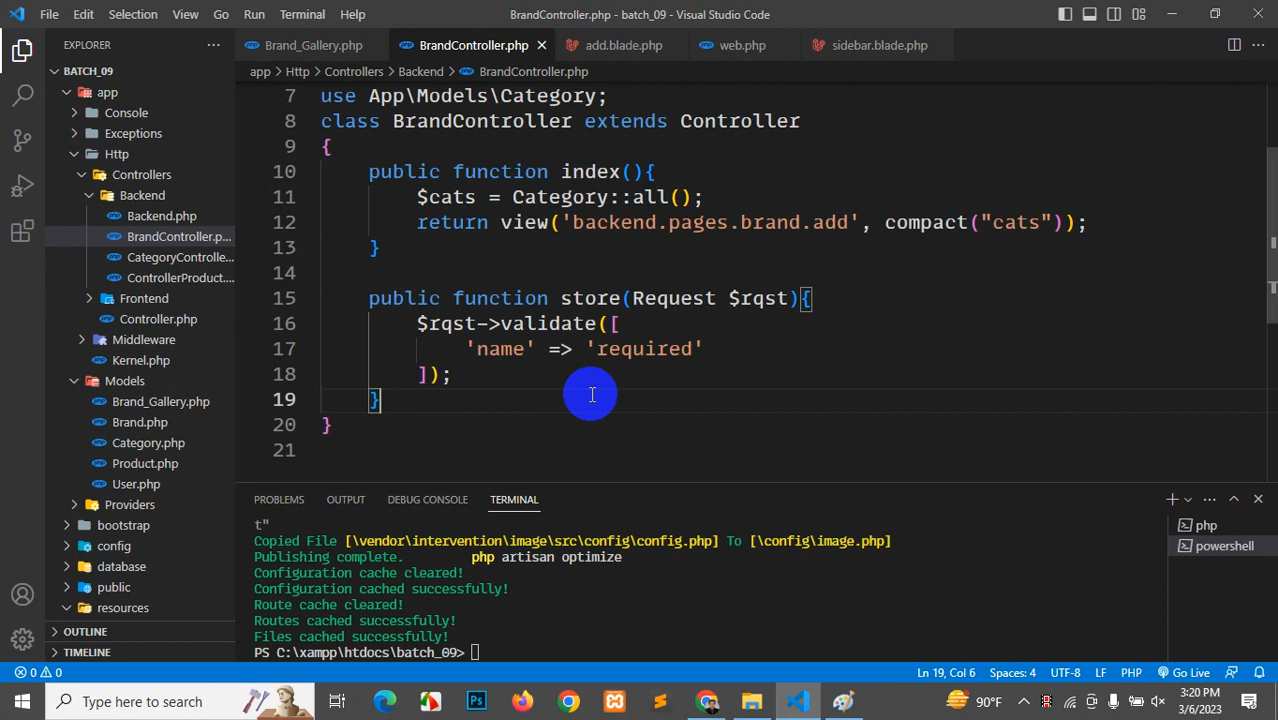 File Edit Selection View Go Run Terminal Help
BrandController.php - batch_09 - Visual Studio Code
EXPLORER
Brand_Gallery.php
BrandController.php
add.blade.php
web.php
sidebar.blade.php
app > Http > Controllers > Backend > BrandController.php
BATCH_09
app
Console
Exceptions
Http
Controllers
Backend
Backend.php
BrandController.p...
CategoryControlle...
ControllerProduct....
Frontend
Controller.php
Middleware
Kernel.php
Models
Brand_Gallery.php
Brand.php
Category.php
Product.php
User.php
Providers
bootstrap
config
database
public
resources
OUTLINE
TIMELINE
7 use App\Models\Category;
8 class BrandController extends Controller
9 {
10 public function index(){
11 $cats = Category::all();
12 return view('backend.pages.brand.add', compact("cats"));
13 }
14
15 public function store(Request $rqst){
16 $rqst->validate([
17 'name' => 'required'
18 ]);
19 }
20 }
21
PROBLEMS OUTPUT DEBUG CONSOLE TERMINAL
t"
Copied File [\vendor\intervention\image\src\config\config.php] To [\config\image.php]
Publishing complete. php artisan optimize
Configuration cache cleared!
Configuration cached successfully!
Route cache cleared!
Routes cached successfully!
Files cached successfully!
PS C:\xampp\htdocs\batch_09>
php
powershell
0 0
Ln 19, Col 6 Spaces: 4 UTF-8 LF PHP Go Live
Type here to search
Ps
90°F
3:20 PM
3/6/2023